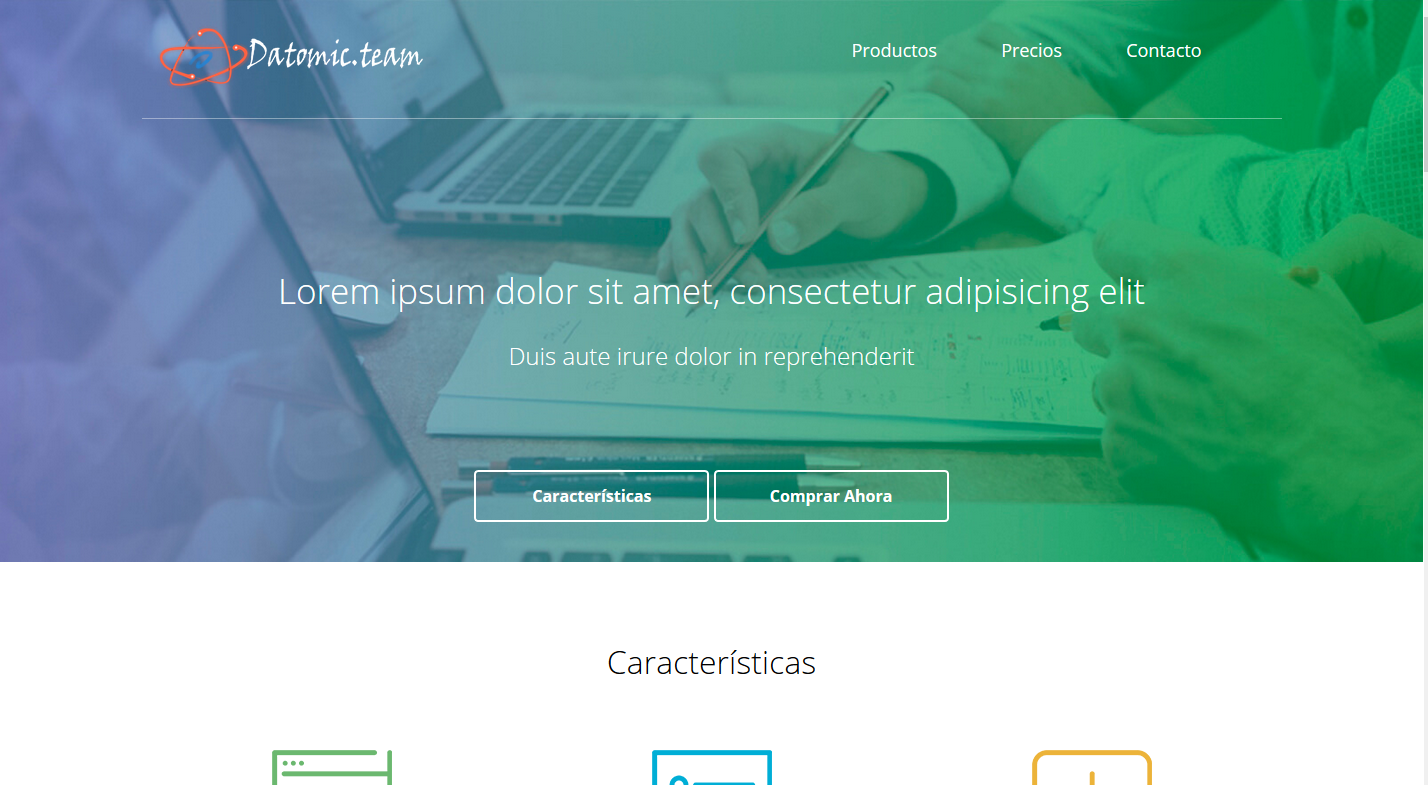 Datomic.team
Productos Precios Contacto
Lorem ipsum dolor sit amet, consectetur adipisicing elit
Duis aute irure dolor in reprehenderit
Características Comprar Ahora
Características